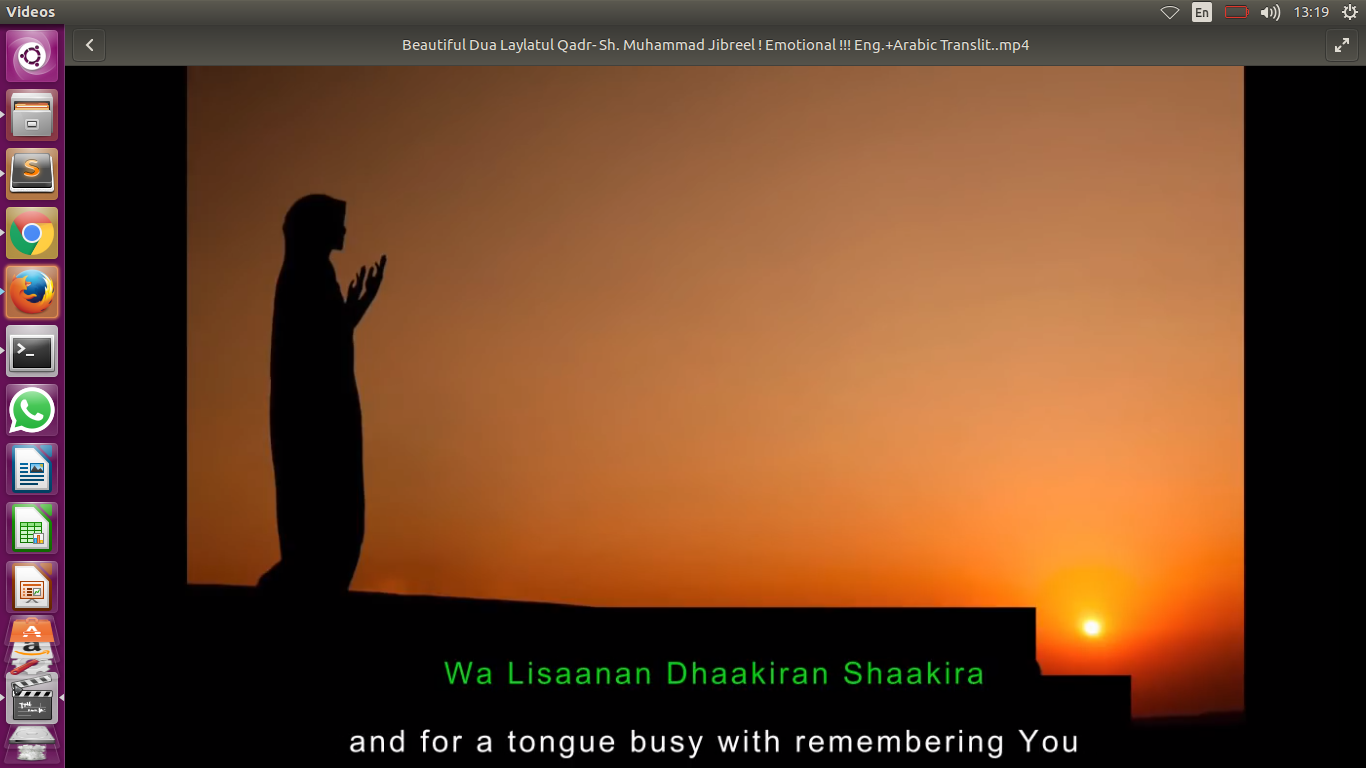 Videos
En
13:19
Beautiful Dua Laylatul Qadr- Sh. Muhammad Jibreel ! Emotional !!! Eng.+Arabic Translit..mp4
Wa Lisaanan Dhaakiran Shaakira
and for a tongue busy with remembering You